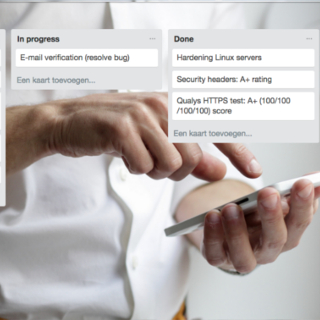 In progress
E-mail verification (resolve bug)
Een kaart toevoegen...
Done
Hardening Linux servers
Security headers: A+ rating
Qualys HTTPS test: A+ (100/100
/100/100) score
Een kaart toevoegen...